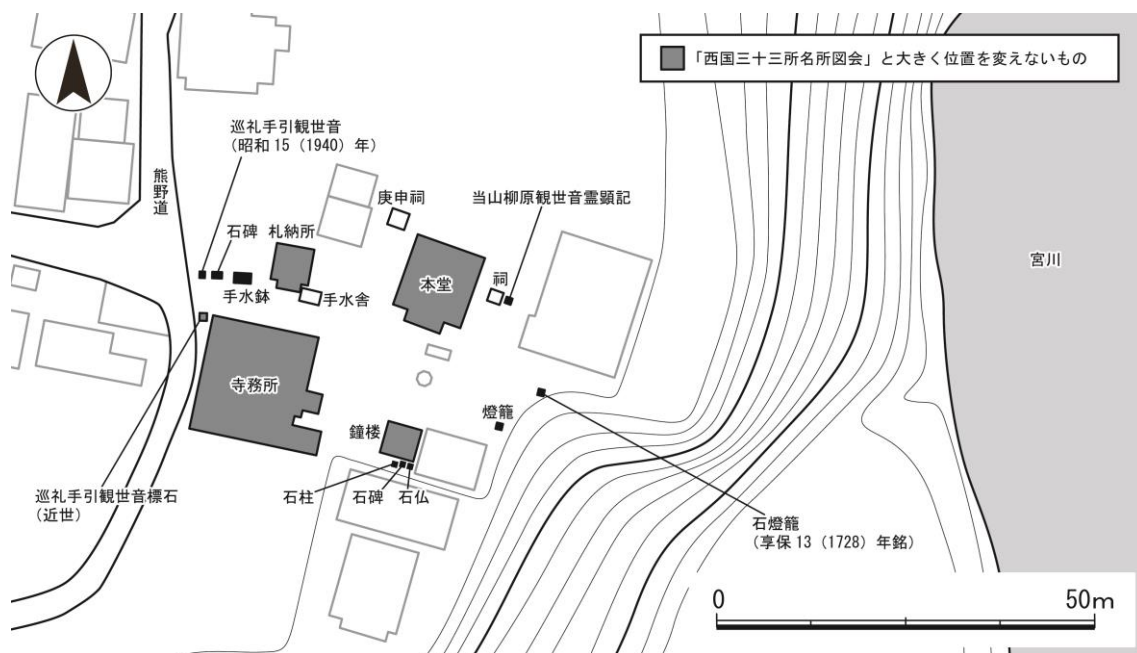 「西国三十三所名所図会」と大きく位置を変えないもの
巡礼手引観世音
(昭和 15 (1940) 年)
熊野道
石碑
札納所
庚申祠
当山柳原観世音霊顕記
手水鉢
手水舎
本堂
祠
宮川
寺務所
鐘楼
燈籠
石柱
石碑
石仏
巡礼手引観世音標石
(近世)
石燈籠
(享保 13 (1728) 年銘)
0
50m